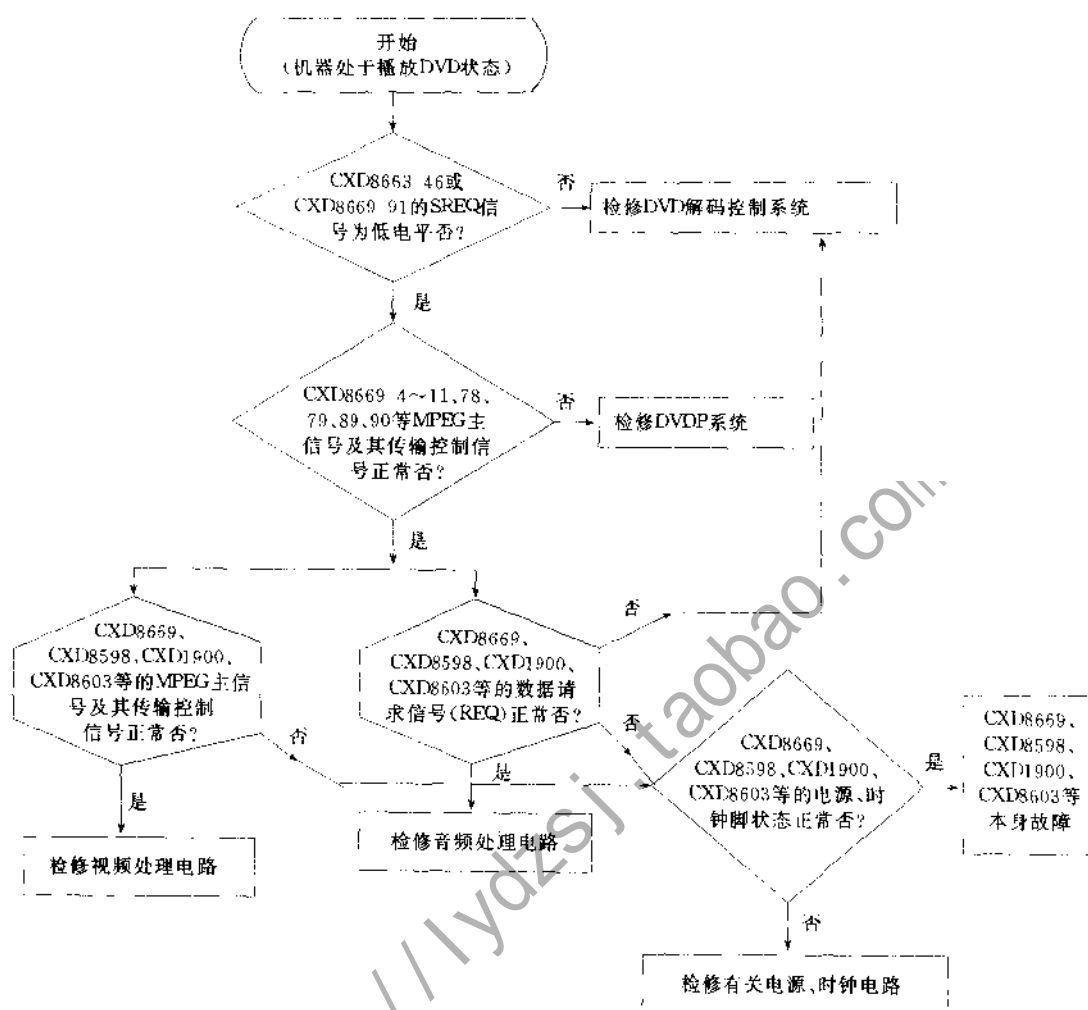 开始
(机器处于播放DVD状态)
CXD8663 46或
CXD8669 91的SREQ信
号为低电平否?
否
检修DVD解码控制系统
是
CXD8669 4～11、78、
79、89、90等MPEG主
信号及其传输控制信
号正常否?
否
检修DVDP系统
是
CXD8669、
CXD8598、CXD1900、
CXD8603等的MPEG主信
号及其传输控制
信号正常否?
否
是
检修视频处理电路
CXD8669、
CXD8598、CXD1900、
CXD8603等的数据请
求信号(REQ)正常否?
否
否
是
检修音频处理电路
CXD8669、
CXD8598、CXD1900、
CXD8603等的电源、时
钟脚状态正常否?
是
CXD8669、
CXD8598、
CXD1900、
CXD8603等
本身故障
否
检修有关电源、时钟电路
//lydzsj.taobao.com